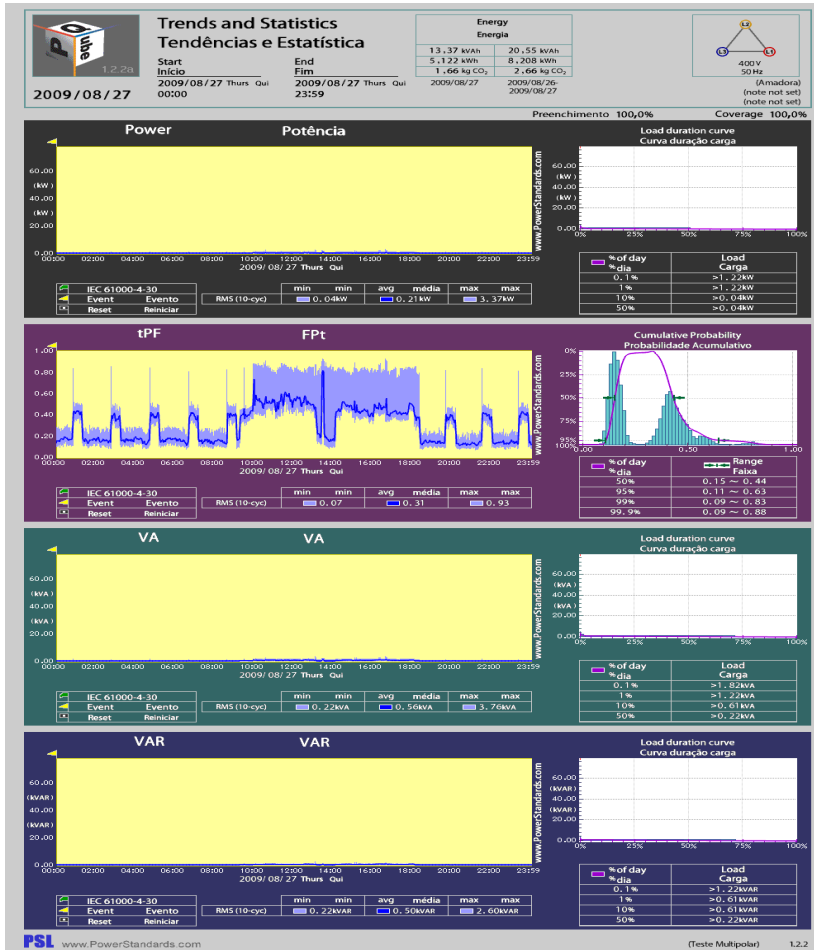 PQube
1.2.2a
2009/08/27
Trends and Statistics
Tendências e Estatística
Start End
Início Fim
2009/08/27 Thurs Qui 2009/08/27 Thurs Qui
00:00 23:59
Energy
Energia
13,37 kVAh 20,55 kVAh
5,122 kWh 8,208 kWh
1,66 kg CO₂ 2,66 kg CO₂
2009/08/27 2009/08/26-
2009/08/27
L2
L3 L1
400V
50 Hz
(Amadora)
(note not set)
(note not set)
Preenchimento 100,0% Coverage 100,0%
Power Potência
60.00
(kW )
40.00
(kW )
20.00
0.00
00:00 02:00 04:00 06:00 08:00 10:00 12:00 14:00 16:00 18:00 20:00 22:00 23:59
2009/ 08/ 27 Thurs Qui
www.PowerStandards.com
IEC 61000-4-30
Event Evento
Reset Reiniciar
RMS (10-cyc)
min min avg média max max
0.04kW 0.21kW 3.37kW
Load duration curve
Curva duração carga
60.00
(kW )
40.00
(kW )
20.00
0.00
0% 25% 50% 75% 100%
% of day Load
% dia Carga
0.1% >1.22kW
1% >1.22kW
10% >0.04kW
50% >0.04kW
tPF FPt
1.00
0.80
0.60
0.40
0.20
0.00
00:00 02:00 04:00 06:00 08:00 10:00 12:00 14:00 16:00 18:00 20:00 22:00 23:59
2009/ 08/ 27 Thurs Qui
www.PowerStandards.com
IEC 61000-4-30
Event Evento
Reset Reiniciar
RMS (10-cyc)
min min avg média max max
0.07 0.31 0.93
Cumulative Probability
Probabilidade Acumulativo
0%
25%
50%
75%
95%
100%
0.00 0.50 1.00
% of day Range
% dia Faixa
50% 0.15 ~ 0.44
95% 0.11 ~ 0.63
99% 0.09 ~ 0.83
99.9% 0.09 ~ 0.88
VA VA
60.00
(kVA )
40.00
(kVA )
20.00
0.00
00:00 02:00 04:00 06:00 08:00 10:00 12:00 14:00 16:00 18:00 20:00 22:00 23:59
2009/ 08/ 27 Thurs Qui
www.PowerStandards.com
IEC 61000-4-30
Event Evento
Reset Reiniciar
RMS (10-cyc)
min min avg média max max
0.22kVA 0.56kVA 3.76kVA
Load duration curve
Curva duração carga
60.00
(kVA )
40.00
(kVA )
20.00
0.00
0% 25% 50% 75% 100%
% of day Load
% dia Carga
0.1% >1.82kVA
1% >1.22kVA
10% >0.61kVA
50% >0.22kVA
VAR VAR
60.00
(kVAR)
40.00
(kVAR)
20.00
0.00
00:00 02:00 04:00 06:00 08:00 10:00 12:00 14:00 16:00 18:00 20:00 22:00 23:59
2009/ 08/ 27 Thurs Qui
www.PowerStandards.com
IEC 61000-4-30
Event Evento
Reset Reiniciar
RMS (10-cyc)
min min avg média max max
0.22kVAR 0.50kVAR 2.60kVAR
Load duration curve
Curva duração carga
60.00
(kVAR)
40.00
(kVAR)
20.00
0.00
0% 25% 50% 75% 100%
% of day Load
% dia Carga
0.1% >1.22kVAR
1% >0.61kVAR
10% >0.61kVAR
50% >0.22kVAR
PSL www.PowerStandards.com (Teste Multipolar) 1.2.2